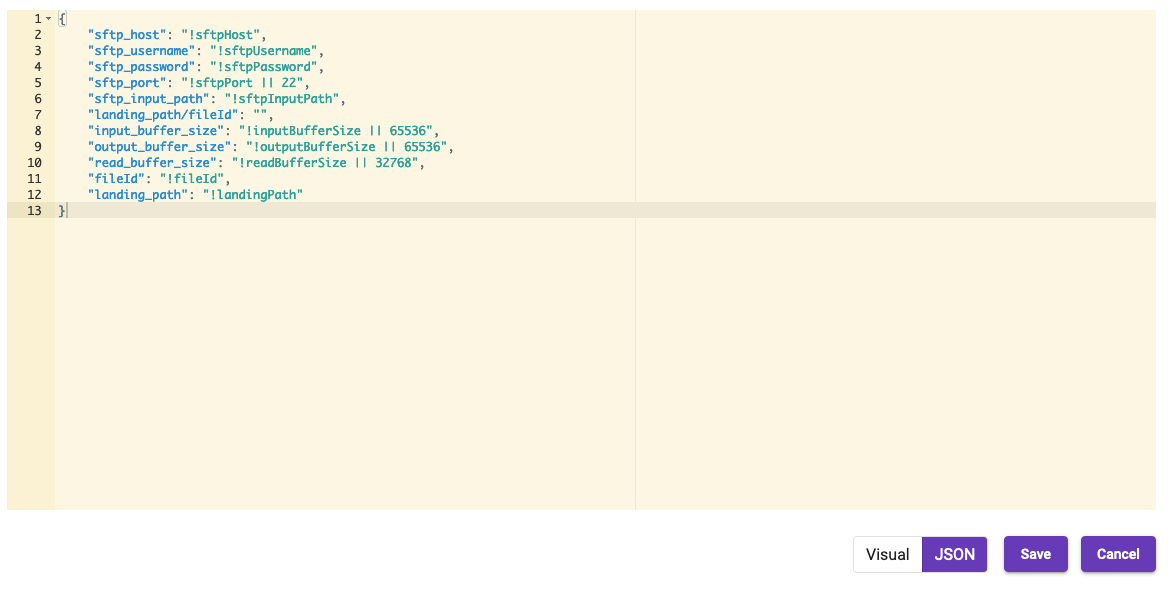 1 {
2 "sftp_host": "!sftpHost",
3 "sftp_username": "!sftpUsername",
4 "sftp_password": "!sftpPassword",
5 "sftp_port": "!sftpPort || 22",
6 "sftp_input_path": "!sftpInputPath",
7 "landing_path/fileId": "",
8 "input_buffer_size": "!inputBufferSize || 65536",
9 "output_buffer_size": "!outputBufferSize || 65536",
10 "read_buffer_size": "!readBufferSize || 32768",
11 "fileId": "!fileId",
12 "landing_path": "!landingPath"
13 }
Visual JSON Save Cancel